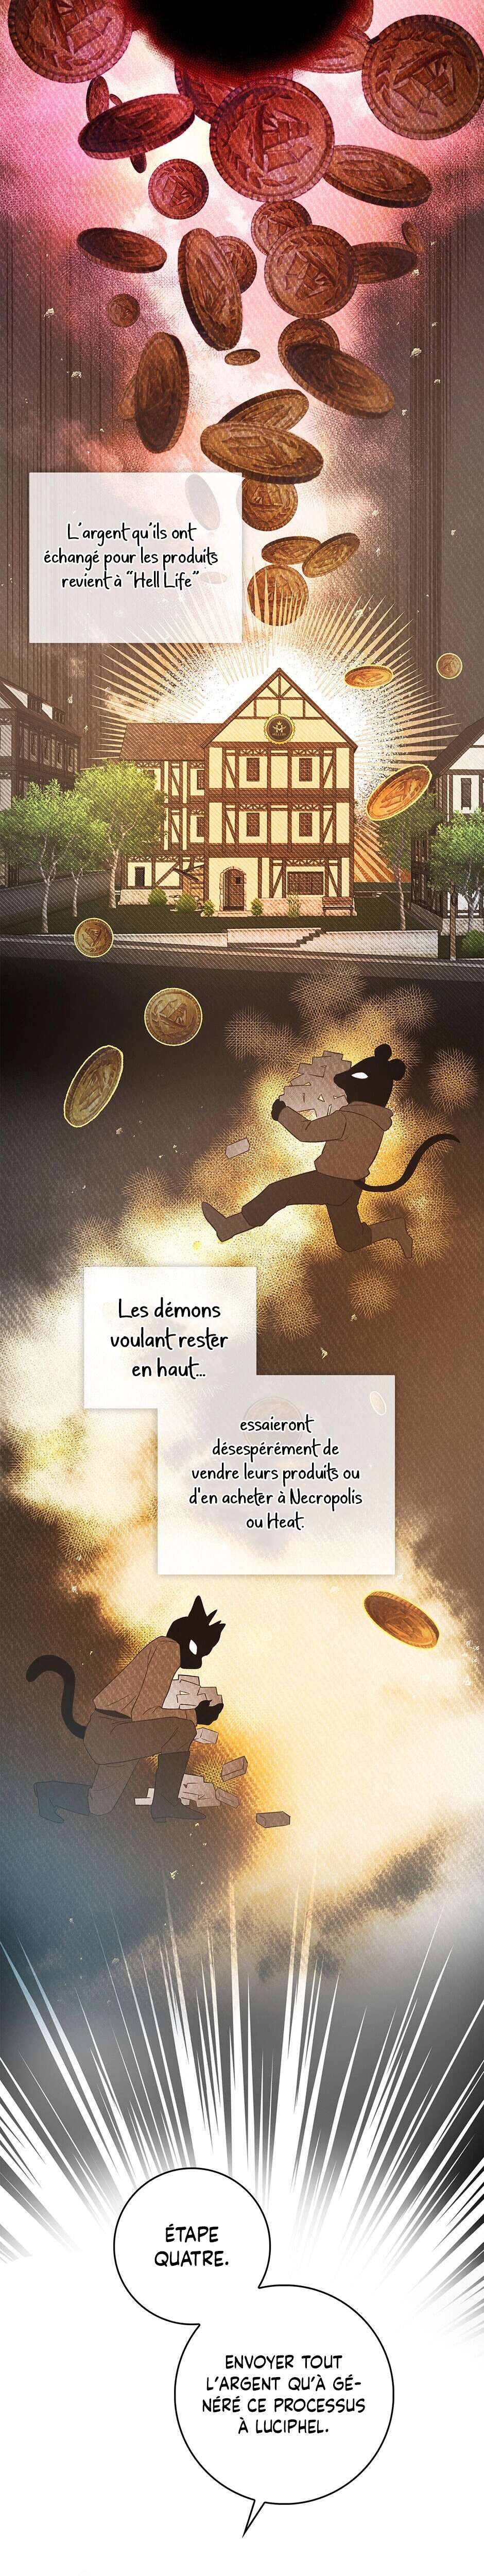 L'argent qu'ils ont
échangé pour les produits
revient à "Hell Life"
Les démons
voulant rester
en haut...
essaieront
désespérément de
vendre leurs produits ou
d'en acheter à Necropolis
ou Heat.
ÉTAPE
QUATRE.
ENVOYER TOUT
L'ARGENT QU'À GÉ-
NÉRÉ CE PROCESSUS
À LUCIPHEL.